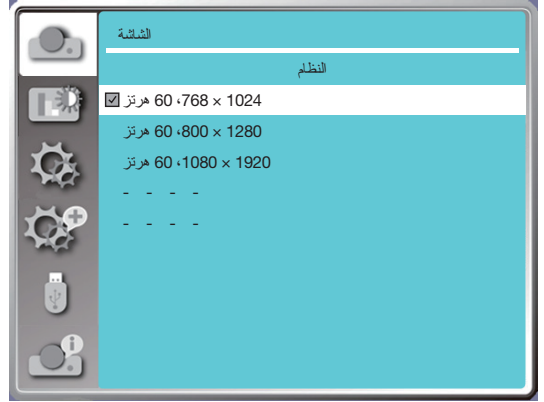 الشاشة
النظام
1024 × 768، 60 هرتز
1280 × 800، 60 هرتز
1920 × 1080، 60 هرتز
- - - -
- - - -